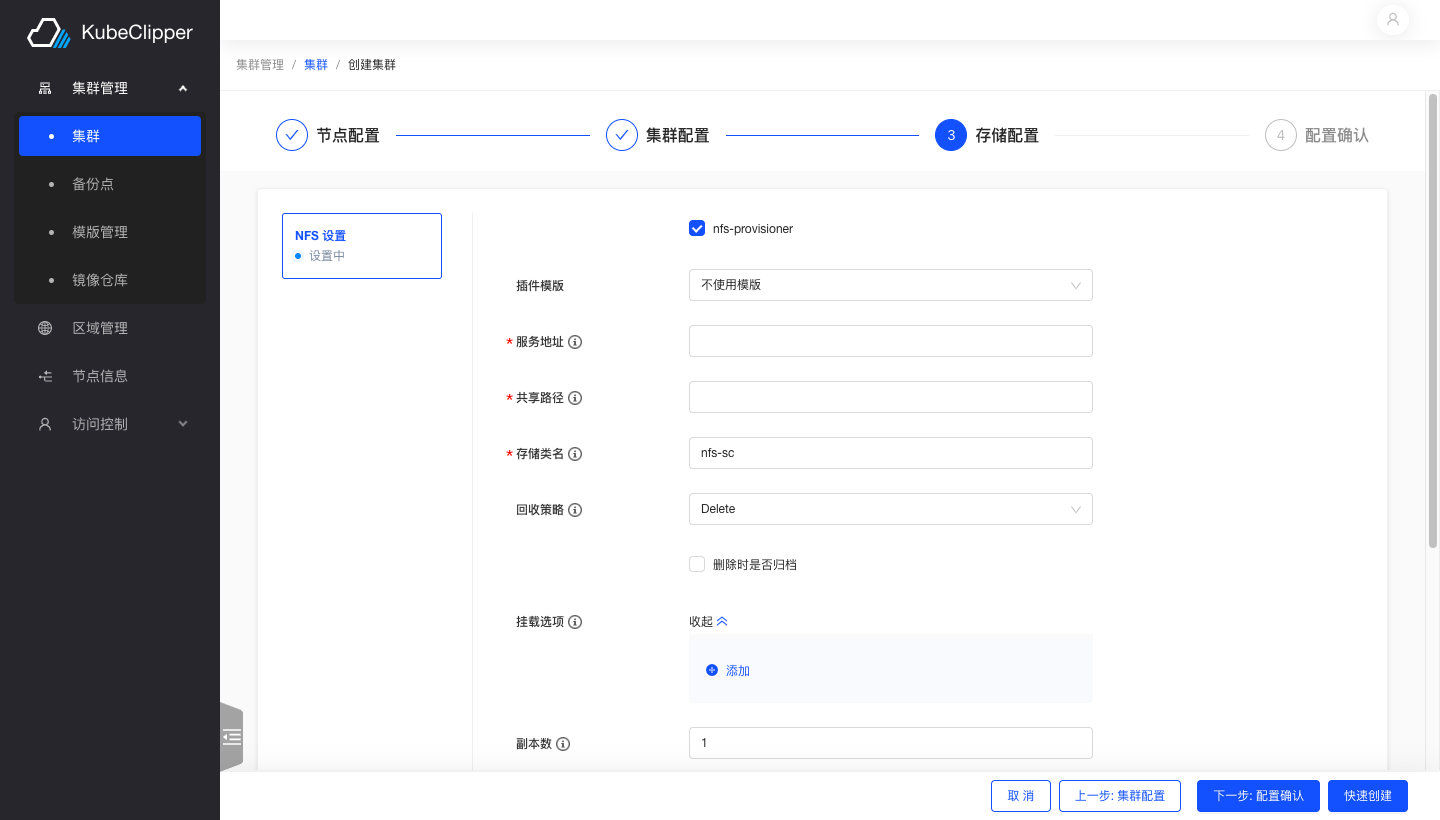 KubeClipper
集群管理
集群
备份点
模版管理
镜像仓库
区域管理
节点信息
访问控制
集群管理 / 集群 / 创建集群
节点配置
集群配置
3 存储配置
4 配置确认
NFS 设置
设置中
nfs-provisioner
插件模版 不使用模版
* 服务地址
* 共享路径
* 存储类名 nfs-sc
回收策略 Delete
删除时是否归档
挂载选项 收起
添加
副本数 1
取 消 上一步: 集群配置 下一步: 配置确认 快速创建